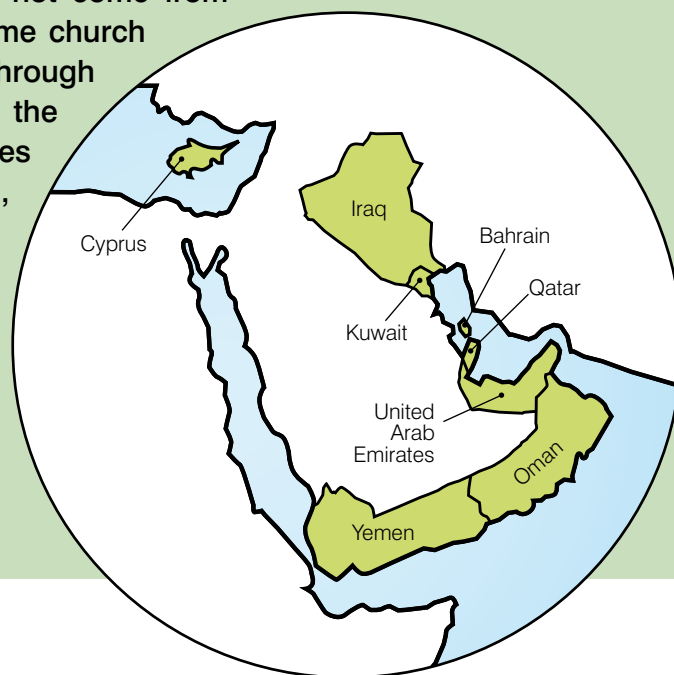 not come from
me church
hrough
the
es
,
Cyprus
Iraq
Bahrain
Qatar
Kuwait
United
Arab
Emirates
Oman
Yemen